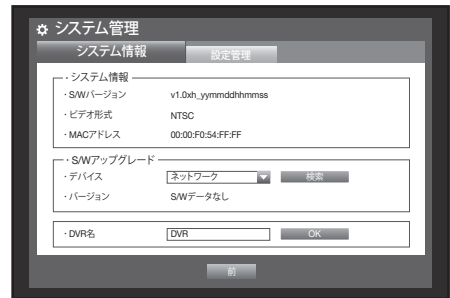 システム管理
システム情報 設定管理
・システム情報
・S/Wバージョン v1.0xh_yymmddhhmmss
・ビデオ形式 NTSC
・MACアドレス 00:00:F0:54:FF:FF
・S/Wアップグレード
・デバイス ネットワーク 検索
・バージョン S/Wデータなし
・DVR名 DVR OK
前